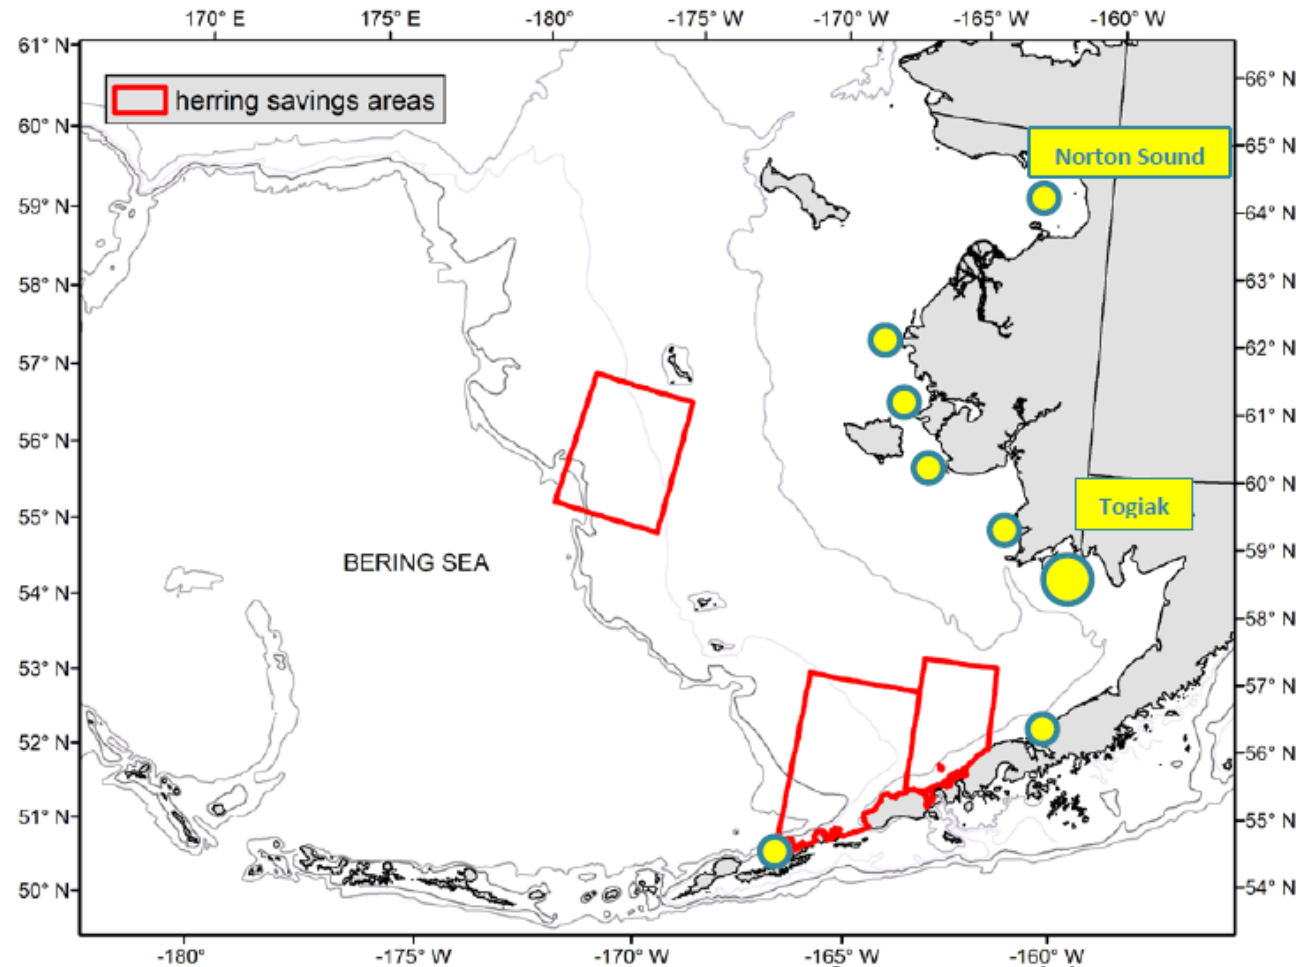 170° E 175° E -180° -175° W -170° W -165° W -160° W
61° N
herring savings areas
66° N
60° N
65° N
Norton Sound
59° N
64° N
58° N
63° N
57° N
62° N
56° N
61° N
60° N
55° N
Togiak
59° N
BERING SEA
54° N
58° N
53° N
57° N
52° N
56° N
51° N
55° N
50° N
54° N
-180° -175° W -170° W -165° W -160° W